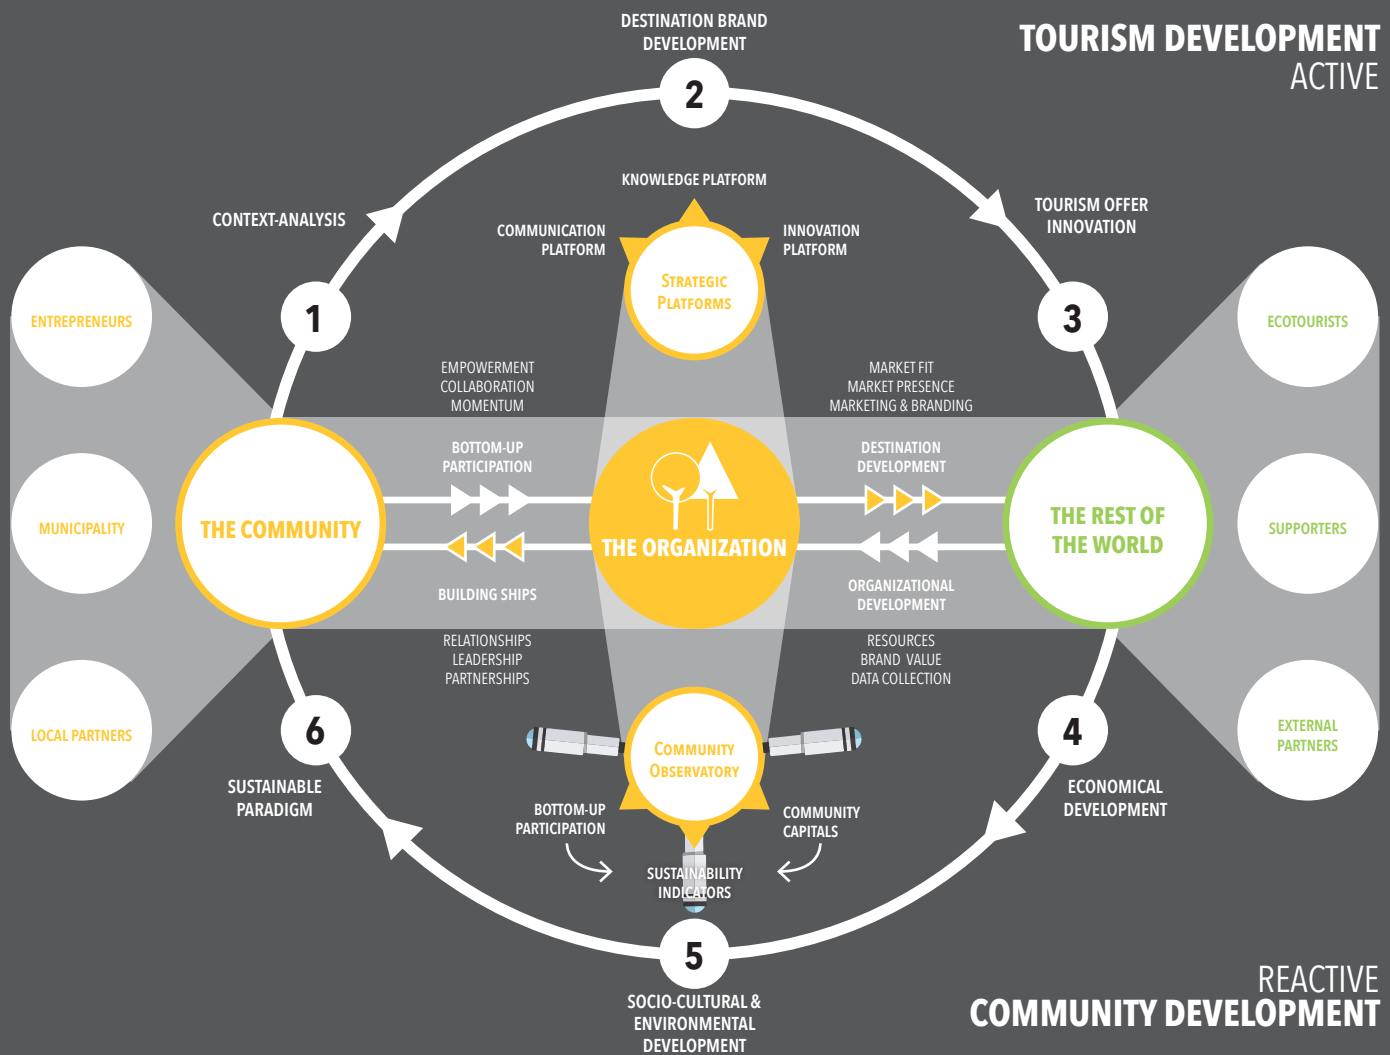 DESTINATION BRAND
DEVELOPMENT
TOURISM DEVELOPMENT
ACTIVE
2
KNOWLEDGE PLATFORM
CONTEXT-ANALYSIS
COMMUNICATION
PLATFORM
INNOVATION
PLATFORM
TOURISM OFFER
INNOVATION
STRATEGIC
PLATFORMS
1
3
ENTREPRENEURS
ECOTOURISTS
EMPOWERMENT
COLLABORATION
MOMENTUM
MARKET FIT
MARKET PRESENCE
MARKETING & BRANDING
BOTTOM-UP
PARTICIPATION
DESTINATION
DEVELOPMENT
MUNICIPALITY
THE COMMUNITY
THE ORGANIZATION
THE REST OF
THE WORLD
SUPPORTERS
BUILDING SHIPS
ORGANIZATIONAL
DEVELOPMENT
RELATIONSHIPS
LEADERSHIP
PARTNERSHIPS
RESOURCES
BRAND VALUE
DATA COLLECTION
LOCAL PARTNERS
6
4
EXTERNAL
PARTNERS
COMMUNITY
OBSERVATORY
SUSTAINABLE
PARADIGM
ECONOMICAL
DEVELOPMENT
BOTTOM-UP
PARTICIPATION
COMMUNITY
CAPITALS
SUSTAINABILITY
INDICATORS
5
SOCIO-CULTURAL &
ENVIRONMENTAL
DEVELOPMENT
REACTIVE
COMMUNITY DEVELOPMENT